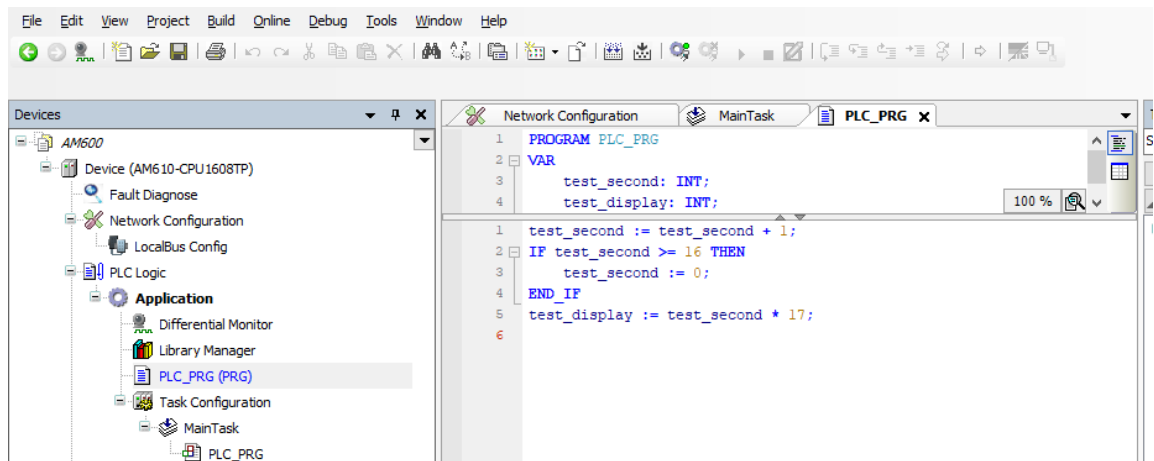 File Edit View Project Build Online Debug Tools Window Help
Devices
AM600
Device (AM610-CPU1608TP)
Fault Diagnose
Network Configuration
LocalBus Config
PLC Logic
Application
Differential Monitor
Library Manager
PLC_PRG (PRG)
Task Configuration
MainTask
PLC_PRG
Network Configuration MainTask PLC_PRG
1 PROGRAM PLC_PRG
2 VAR
3 test_second: INT;
4 test_display: INT;
100 %
1 test_second := test_second + 1;
2 IF test_second >= 16 THEN
3 test_second := 0;
4 END_IF
5 test_display := test_second * 17;
6